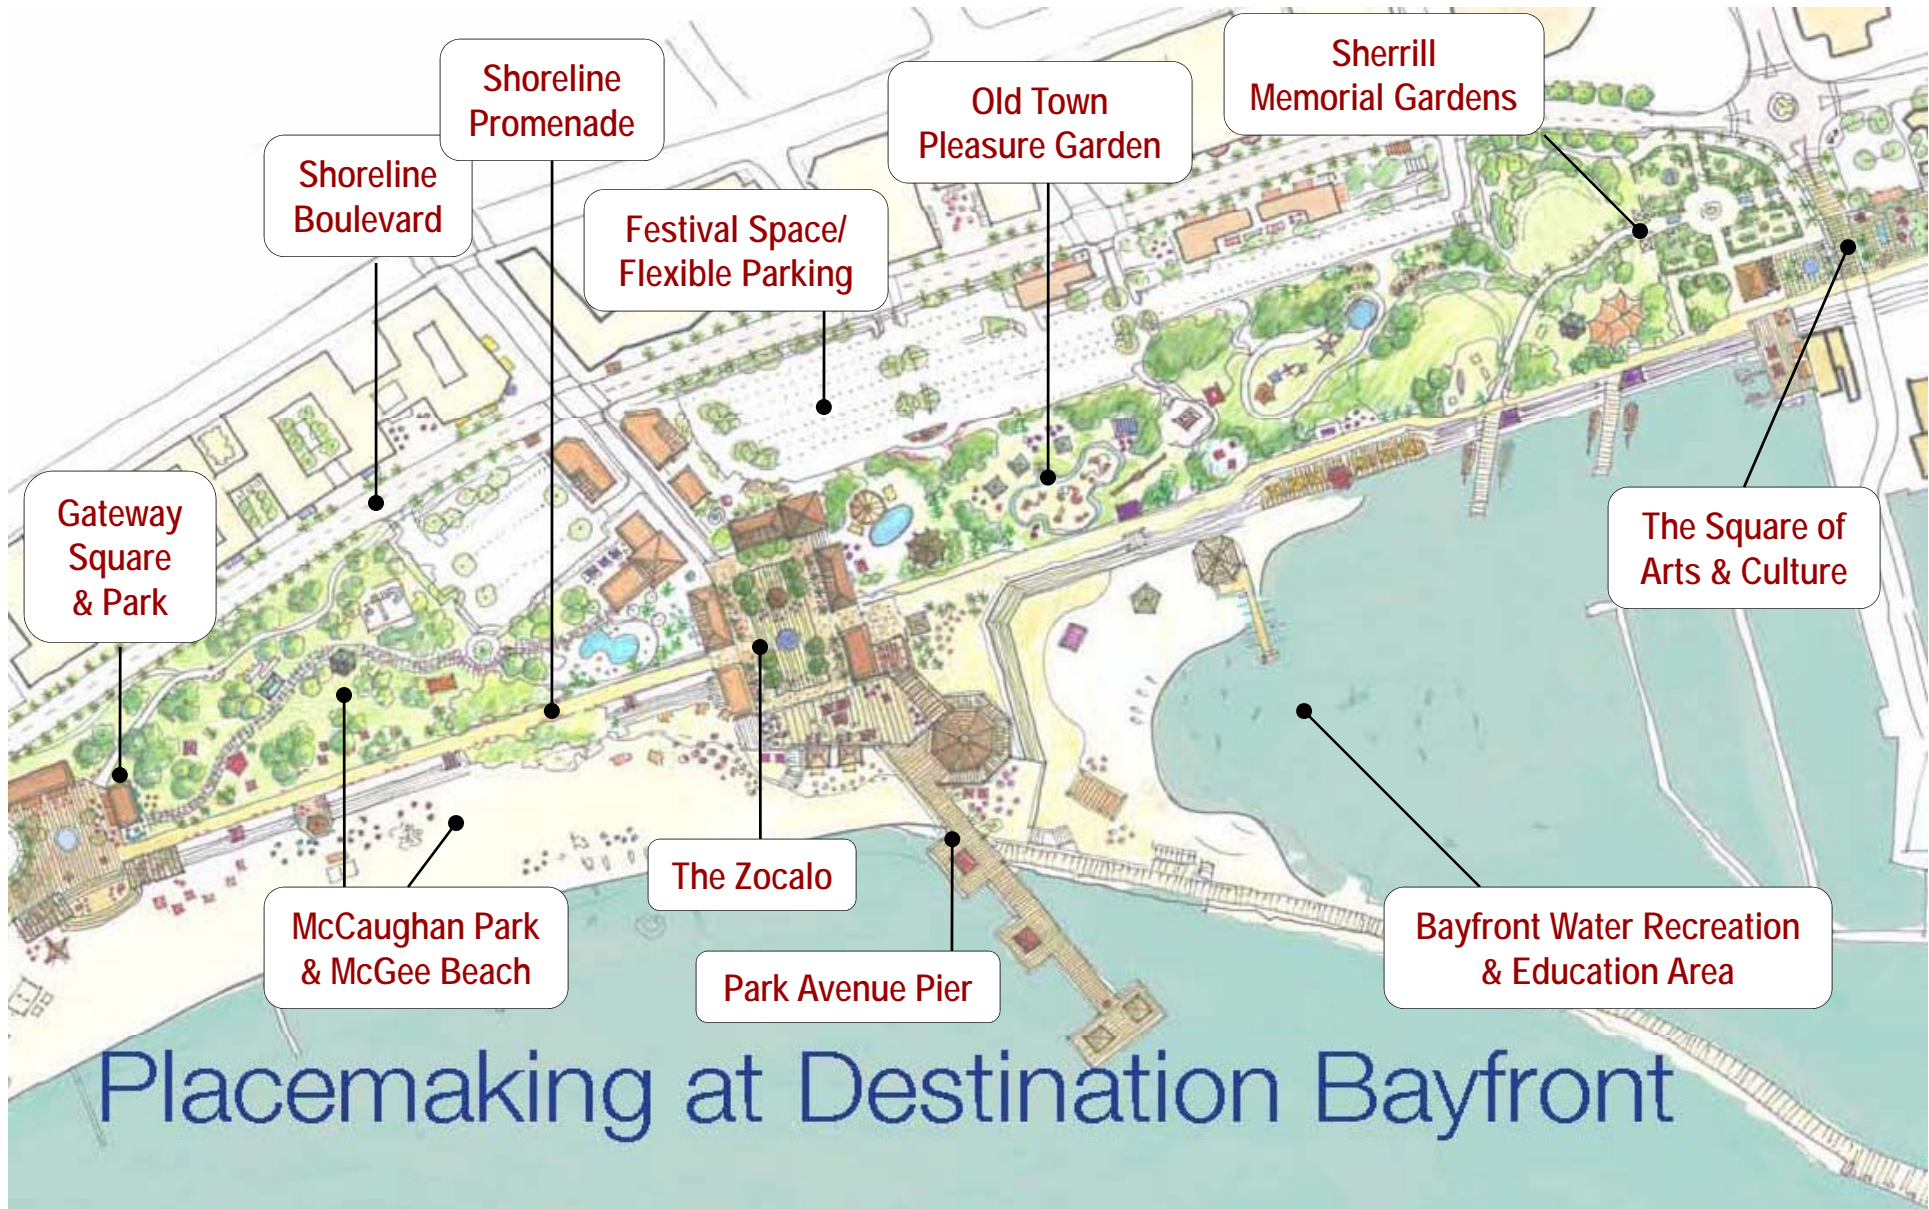 Sherrill
Memorial Gardens
Shoreline
Promenade
Old Town
Pleasure Garden
Shoreline
Boulevard
Festival Space/
Flexible Parking
Gateway
Square
& Park
The Square of
Arts & Culture
The Zocalo
McCaughan Park
& McGee Beach
Park Avenue Pier
Bayfront Water Recreation
& Education Area
Placemaking at Destination Bayfront